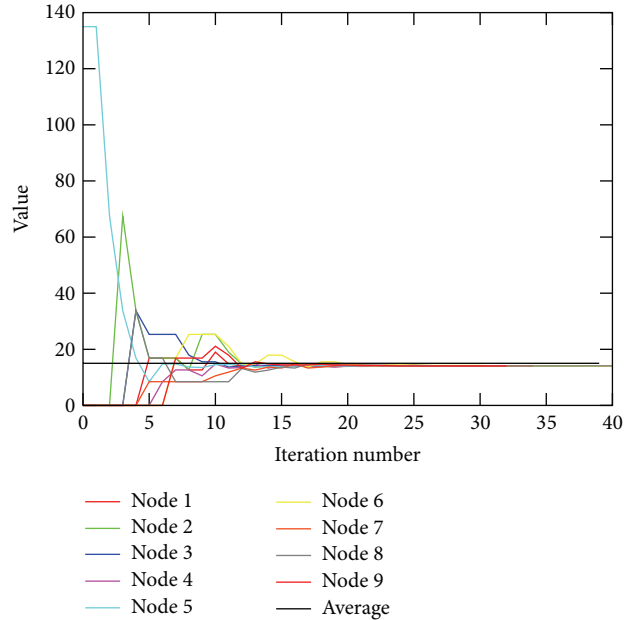 140
120
100
80
60
40
20
0
Value
0 5 10 15 20 25 30 35 40
Iteration number
Node 1
Node 2
Node 3
Node 4
Node 5
Node 6
Node 7
Node 8
Node 9
Average